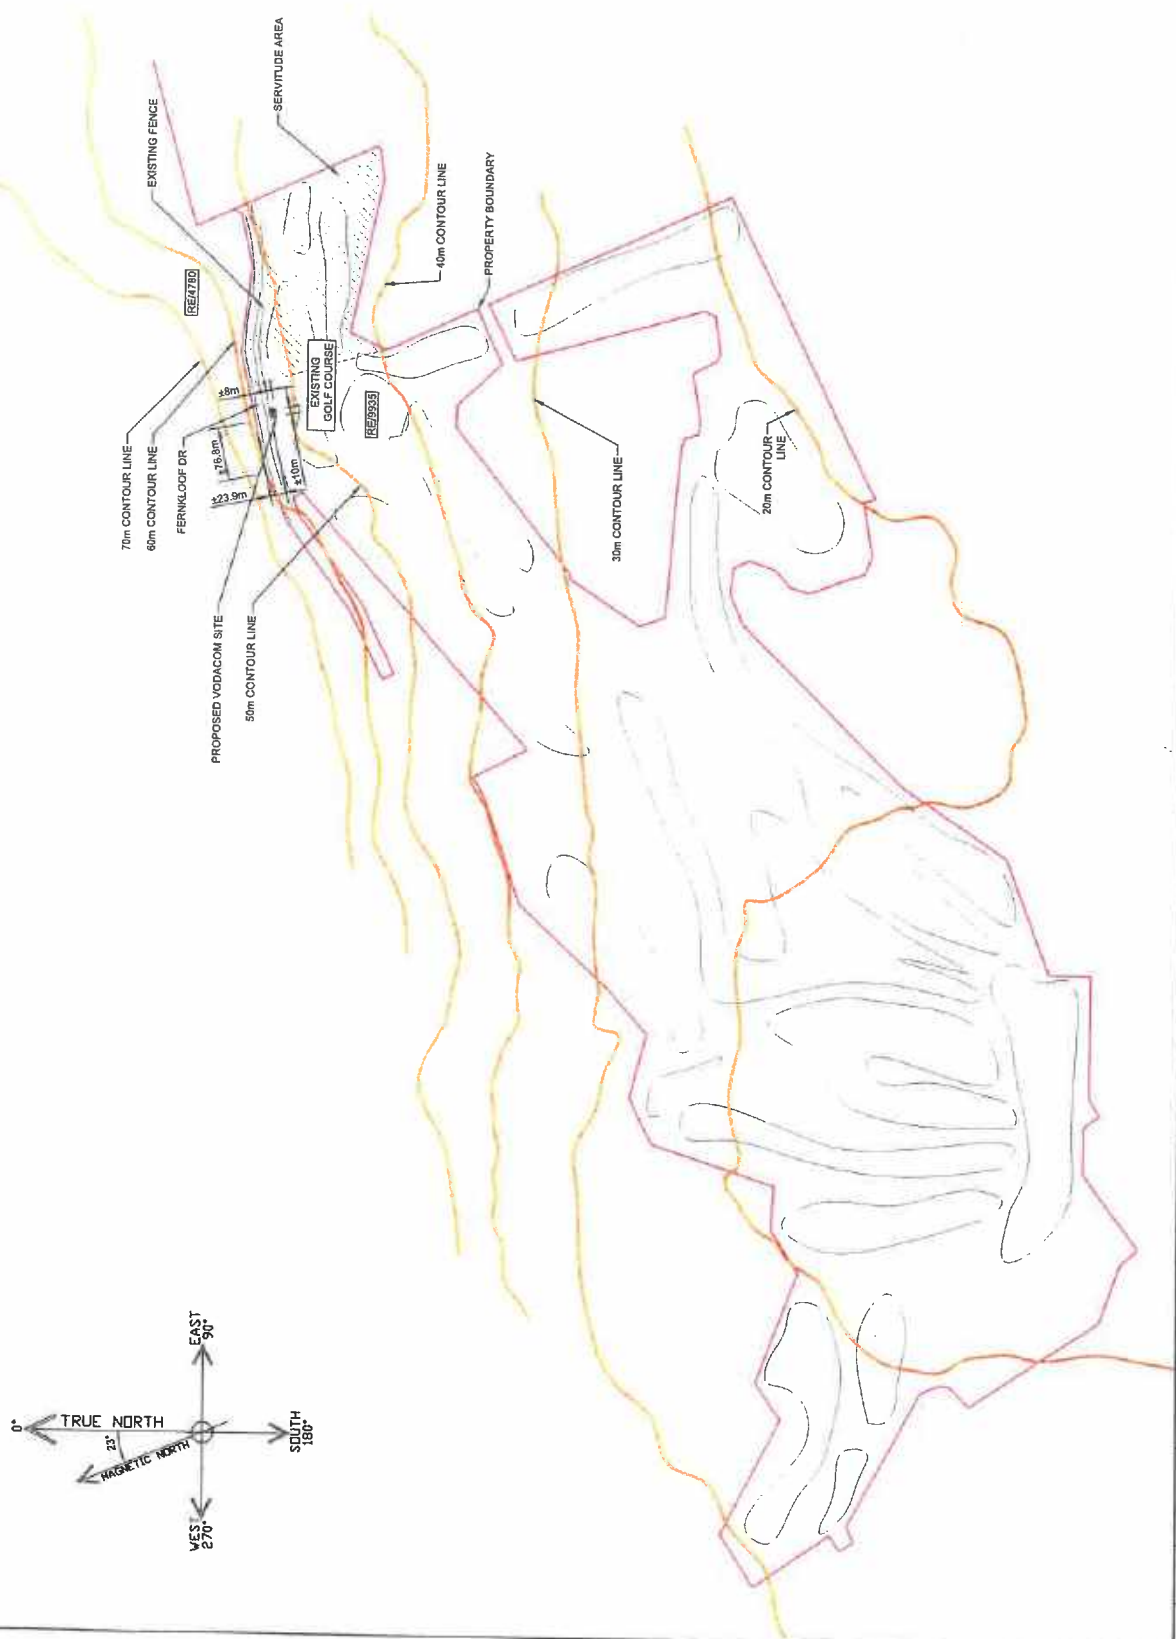 SERVITUDE AREA
EXISTING FENCE
40m CONTOUR LINE
PROPERTY BOUNDARY
RE/4780
EXISTING
GOLF COURSE
RE/9935
±8m
76.8m
±23.9m
±10m
70m CONTOUR LINE
60m CONTOUR LINE
FERNKLOOF DR
PROPOSED VODACOM SITE
50m CONTOUR LINE
30m CONTOUR LINE
20m CONTOUR
LINE
0°
TRUE NORTH
23°
MAGNETIC NORTH
EAST
90°
SOUTH
180°
WEST
270°